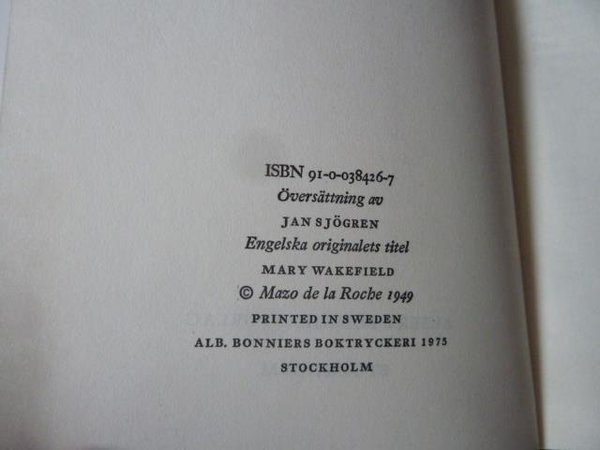 ISBN 91-0-038426-7
Översättning av
JAN SJÖGREN
Engelska originalets titel
MARY WAKEFIELD
© Mazo de la Roche 1949
PRINTED IN SWEDEN
ALB. BONNIERS BOKTRYCKERI 1975
STOCKHOLM